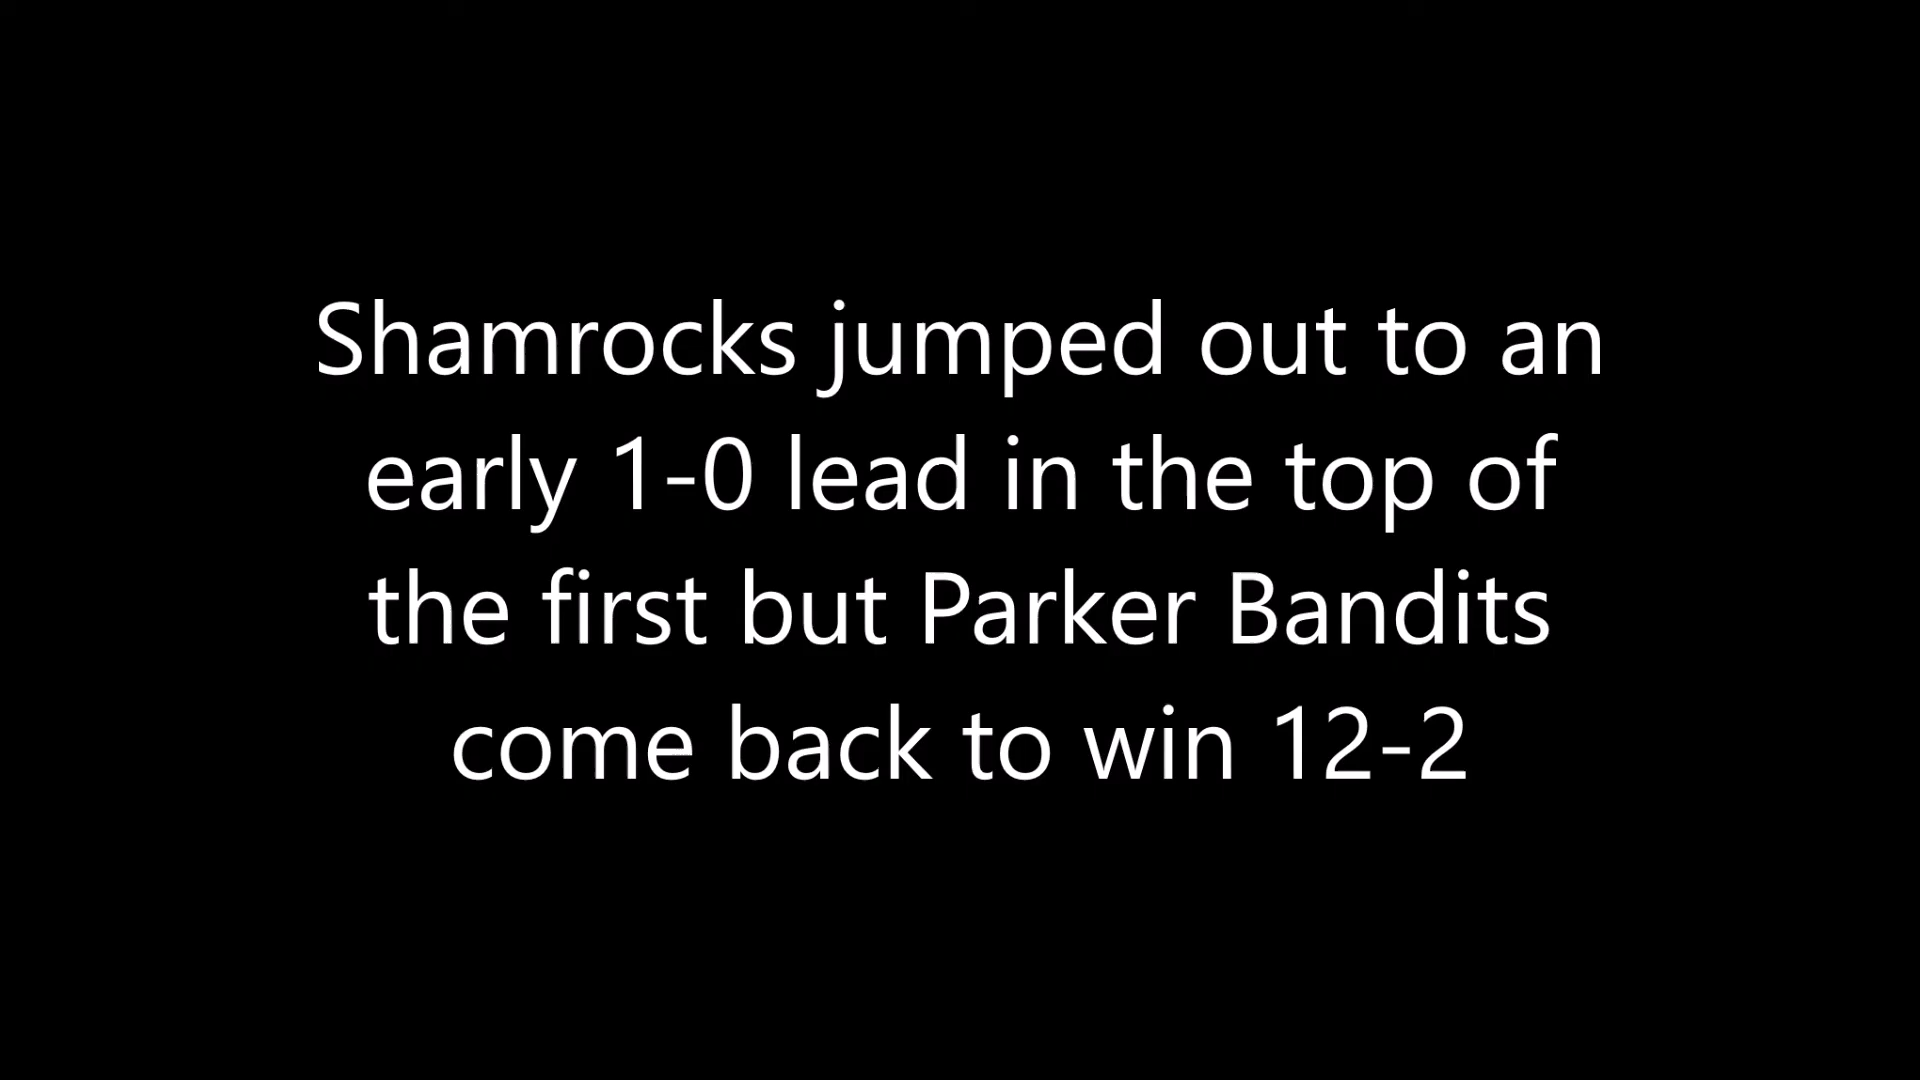 Shamrocks jumped out to an
early 1-0 lead in the top of
the first but Parker Bandits
come back to win 12-2